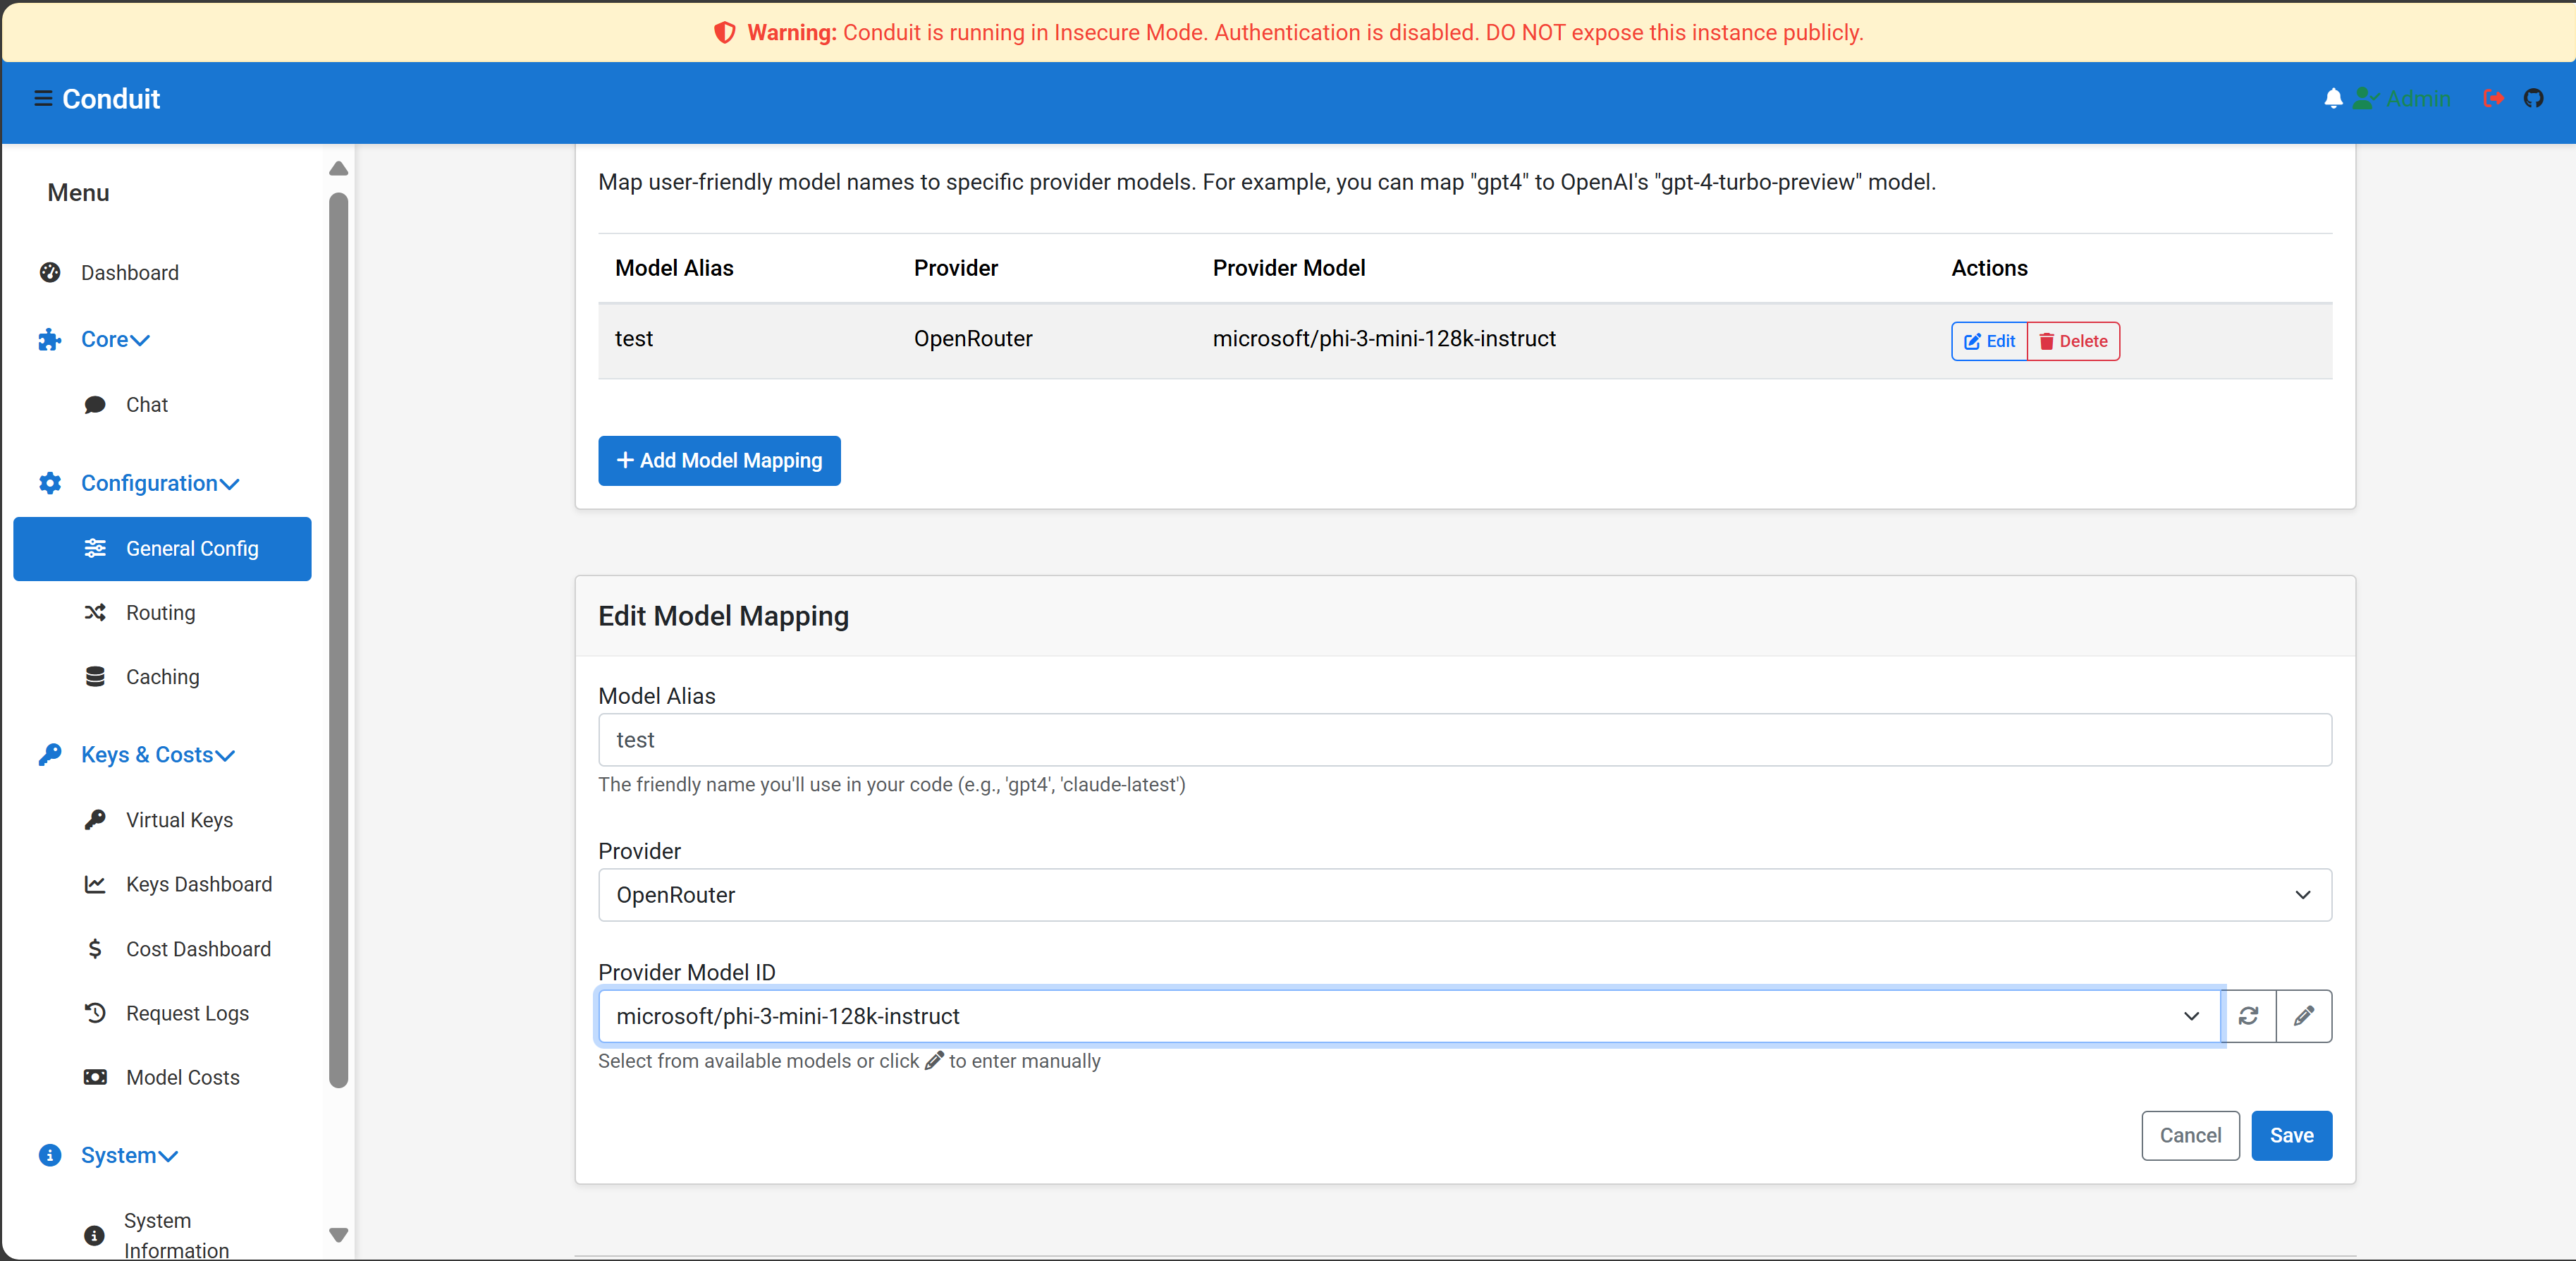 Warning: Conduit is running in Insecure Mode. Authentication is disabled. DO NOT expose this instance publicly.
Conduit
Admin
Menu
Dashboard
Core
Chat
Configuration
General Config
Routing
Caching
Keys & Costs
Virtual Keys
Keys Dashboard
Cost Dashboard
Request Logs
Model Costs
System
System
Information
Map user-friendly model names to specific provider models. For example, you can map "gpt4" to OpenAI's "gpt-4-turbo-preview" model.
Model Alias Provider Provider Model Actions
test OpenRouter microsoft/phi-3-mini-128k-instruct Edit Delete
Add Model Mapping
Edit Model Mapping
Model Alias
test
The friendly name you'll use in your code (e.g., 'gpt4', 'claude-latest')
Provider
OpenRouter
Provider Model ID
microsoft/phi-3-mini-128k-instruct
Select from available models or click to enter manually
Cancel Save